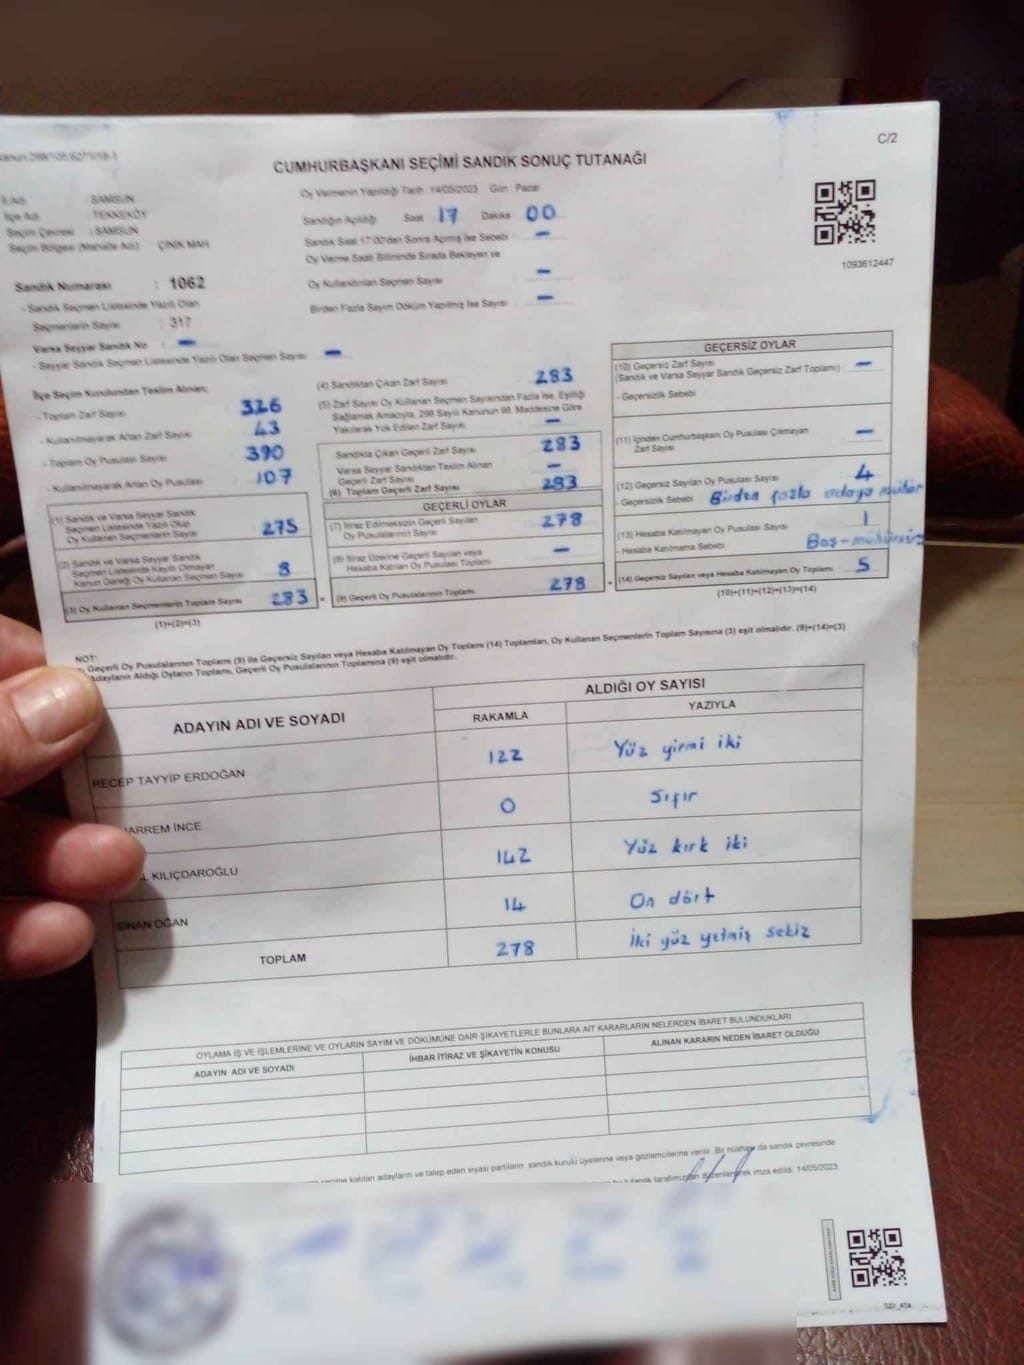 C/2
CUMHURBAŞKANI SEÇİMİ SANDIK SONUÇ TUTANAĞI
İl Adı : SAMSUN
İlçe Adı : TEKKEKÖY
Seçim Çevresi : SAMSUN
Seçim Bölgesi (Mahalle Adı) : ÇİNİK MAH
Sandık Numarası : 1062
- Sandık Seçmen Listesinde Yazılı Olan
Seçmenlerin Sayısı : 317
Varsa Seyyar Sandık No : -
- Seyyar Sandık Seçmen Listesinde Yazılı Olan Seçmen Sayısı : -
Oy Vermenin Yapıldığı Tarih : 14/05/2023 Gün : Pazar
Sandığın Açıldığı Saat 17 Dakika 00
Sandık Saat 17:00'den Sonra Açılmış İse Sebebi : -
Oy Verme Saati Bitiminde Sırada Bekleyen ve
Oy Kullandırılan Seçmen Sayısı : -
Birden Fazla Sayım Döküm Yapılmış İse Sayısı : -
1093612447
İlçe Seçim Kurulundan Teslim Alınan;
- Toplam Zarf Sayısı 326
- Kullanılmayarak Artan Zarf Sayısı 43
- Toplam Oy Pusulası Sayısı 390
- Kullanılmayarak Artan Oy Pusulası 107
(1) Sandık ve Varsa Seyyar Sandık
Seçmen Listesinde Yazılı Olup
Oy Kullanan Seçmenlerin Sayısı 275
(2) Sandık ve Varsa Seyyar Sandık
Seçmen Listesinde Kayıtlı Olmayan
Kanun Gereği Oy Kullanan Seçmen Sayısı 8
(3) Oy Kullanan Seçmenlerin Toplam Sayısı 283 =
(1)+(2)=(3)
(4) Sandıktan Çıkan Zarf Sayısı 283
(5) Zarf Sayısı Oy Kullanan Seçmen Sayısından Fazla İse, Eşitliği
Sağlamak Amacıyla, 298 Sayılı Kanunun 98. Maddesine Göre
Yakılarak Yok Edilen Zarf Sayısı -
Sandıkta Çıkan Geçerli Zarf Sayısı 283
Varsa Seyyar Sandıktan Teslim Alınan
Geçerli Zarf Sayısı -
(6) Toplam Geçerli Zarf Sayısı 283
GEÇERLİ OYLAR
(7) İtiraz Edilmeksizin Geçerli Sayılan
Oy Pusulalarının Sayısı 278
(8) İtiraz Üzerine Geçerli Sayılan veya
Hesaba Katılan Oy Pusulası Toplamı -
(9) Geçerli Oy Pusulalarının Toplamı 278 +
GEÇERSİZ OYLAR
(10) Geçersiz Zarf Sayısı
(Sandık ve Varsa Seyyar Sandık Geçersiz Zarf Toplamı) -
- Geçersizlik Sebebi
(11) İçinden Cumhurbaşkanı Oy Pusulası Çıkmayan
Zarf Sayısı -
(12) Geçersiz Sayılan Oy Pusulası Sayısı 4
- Geçersizlik Sebebi Birden fazla adaya mühür
(13) Hesaba Katılmayan Oy Pusulası Sayısı 1
- Hesaba Katılmama Sebebi Boş-mühürsüz
(14) Geçersiz Sayılan veya Hesaba Katılmayan Oy Toplamı 5
(10)+(11)+(12)+(13)=(14)
NOT:
Geçerli Oy Pusulalarının Toplamı (9) ile Geçersiz Sayılan veya Hesaba Katılmayan Oy Toplamı (14) Toplamları, Oy Kullanan Seçmenlerin Toplam Sayısına (3) eşit olmalıdır. (9)+(14)=(3)
Adayların Aldığı Oyların Toplamı, Geçerli Oy Pusulalarının Toplamına (9) eşit olmalıdır.
ADAYIN ADI VE SOYADI
ALDIĞI OY SAYISI
RAKAMLA YAZIYLA
RECEP TAYYİP ERDOĞAN 122 Yüz yirmi iki
ARREM İNCE 0 Sıfır
L KILIÇDAROĞLU 142 Yüz kırk iki
SİNAN OĞAN 14 On dört
TOPLAM 278 İki yüz yetmiş sekiz
OYLAMA İŞ VE İŞLEMLERİNE VE OYLARIN SAYIM VE DÖKÜMÜNE DAİR ŞİKAYETLERLE BUNLARA AİT KARARLARIN NELERDEN İBARET BULUNDUKLARI
ADAYIN ADI VE SOYADI İHBAR İTİRAZ VE ŞİKAYETİN KONUSU ALINAN KARARIN NEDEN İBARET OLDUĞU
seçime katılan adayların ve talep eden siyasi partilerin sandık kurulu üyelerine veya gözlemcilerine verilir. Bir nüshası da sandık çevresinde
bu tutanak tarafımızdan düzenlenerek imza edildi. 14/05/2023